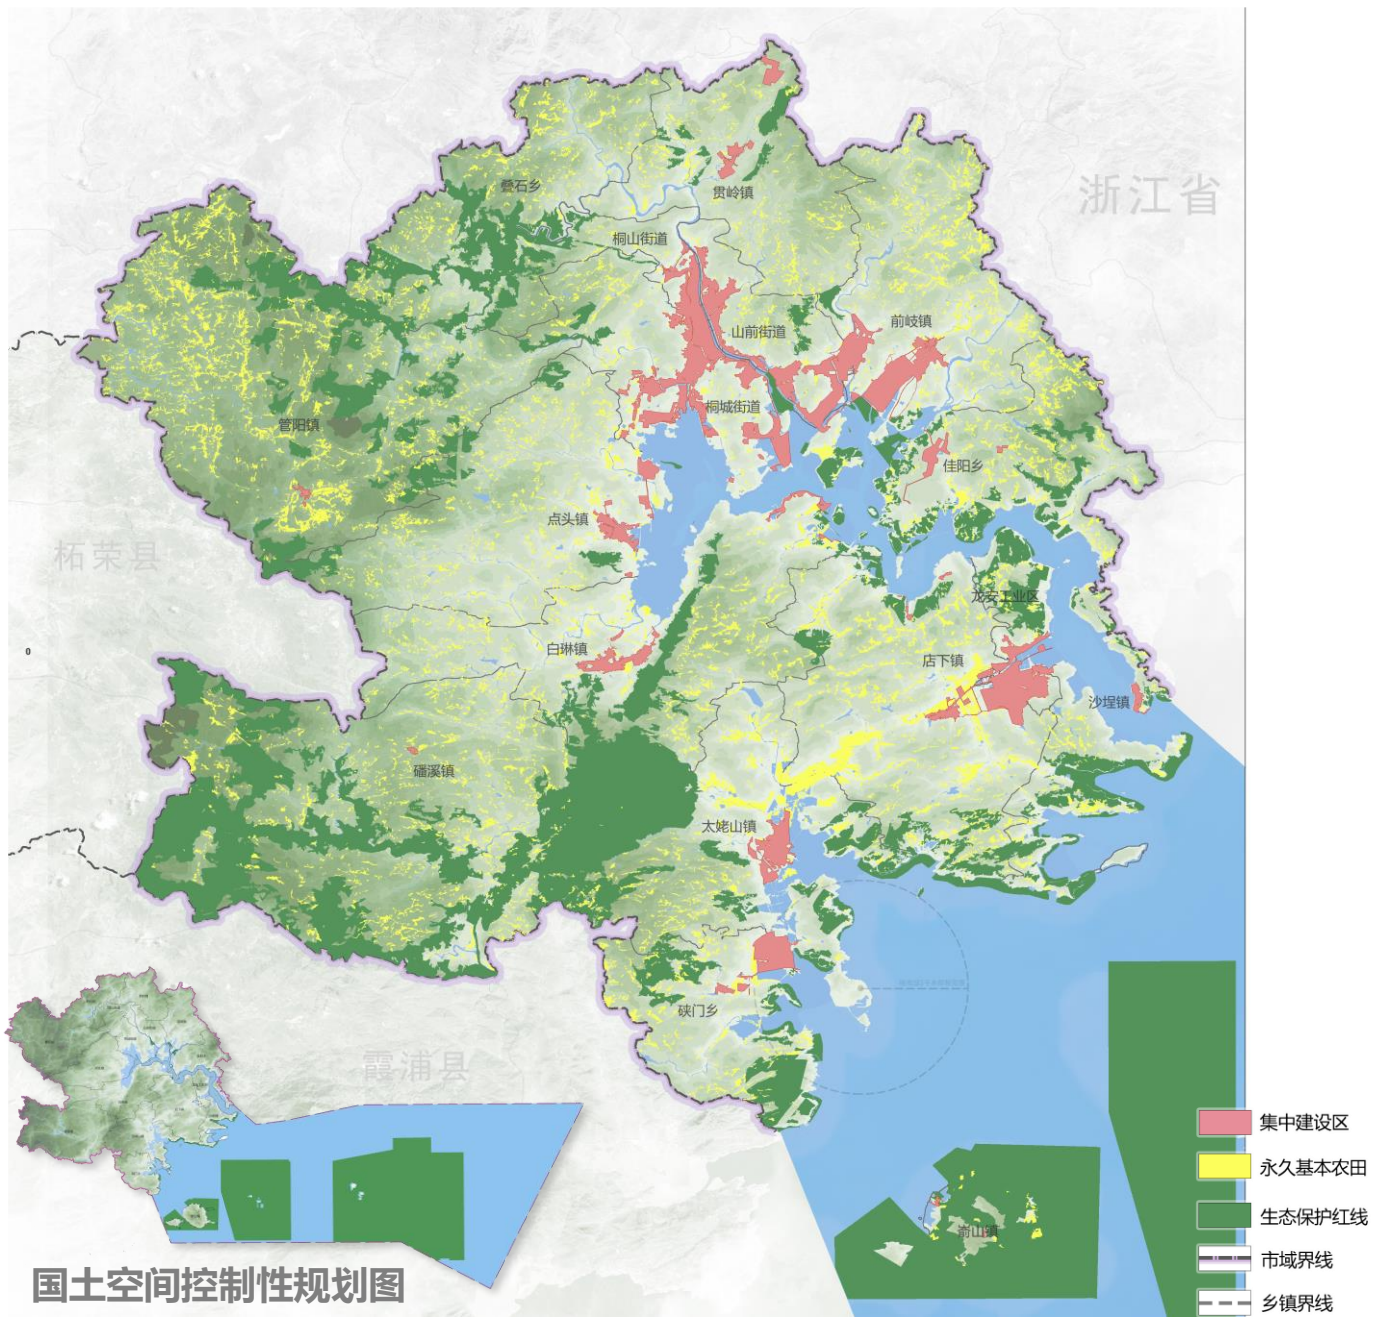 浙江省
叠石乡
贯岭镇
桐山街道
山前街道
前岐镇
桐城街道
管阳镇
佳阳乡
点头镇
柘荣县
龙安工业区
白琳镇
店下镇
0
沙埕镇
磻溪镇
太姥山镇
硖门乡
霞浦县
嵛山镇
集中建设区
永久基本农田
生态保护红线
市域界线
乡镇界线
国土空间控制性规划图